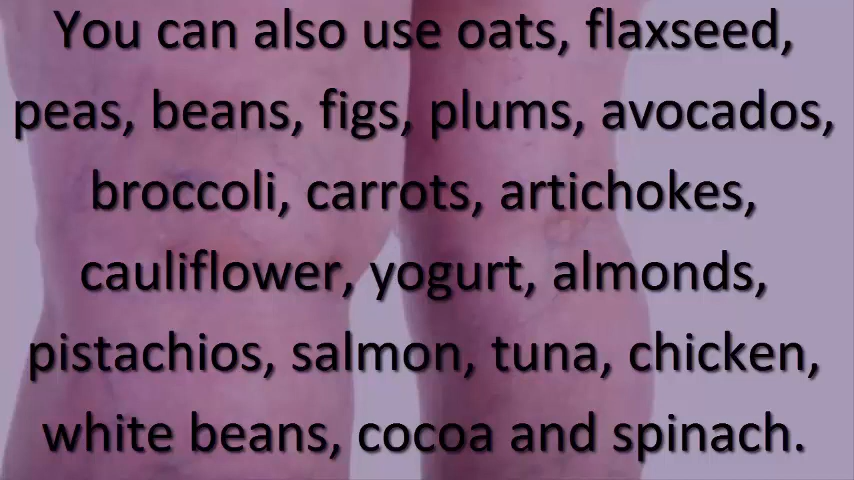 You can also use oats, flaxseed,
peas, beans, figs, plums, avocados,
broccoli, carrots, artichokes,
cauliflower, yogurt, almonds,
pistachios, salmon, tuna, chicken,
white beans, cocoa and spinach.